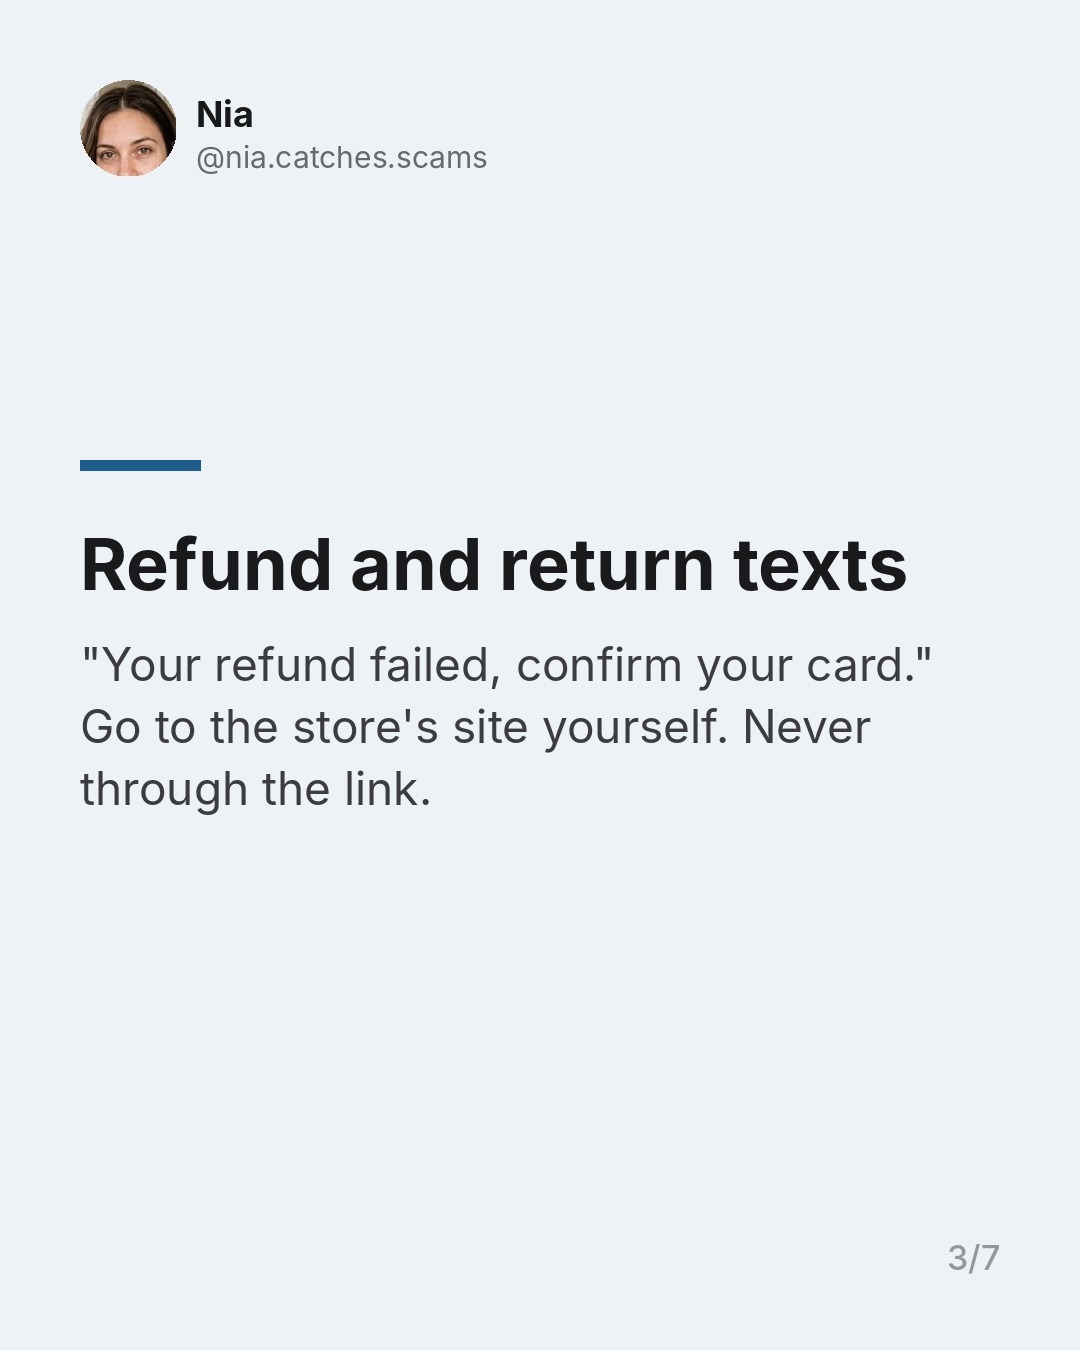 Nia
@nia.catches.scams
Refund and return texts
"Your refund failed, confirm your card."
Go to the store's site yourself. Never
through the link.
3/7